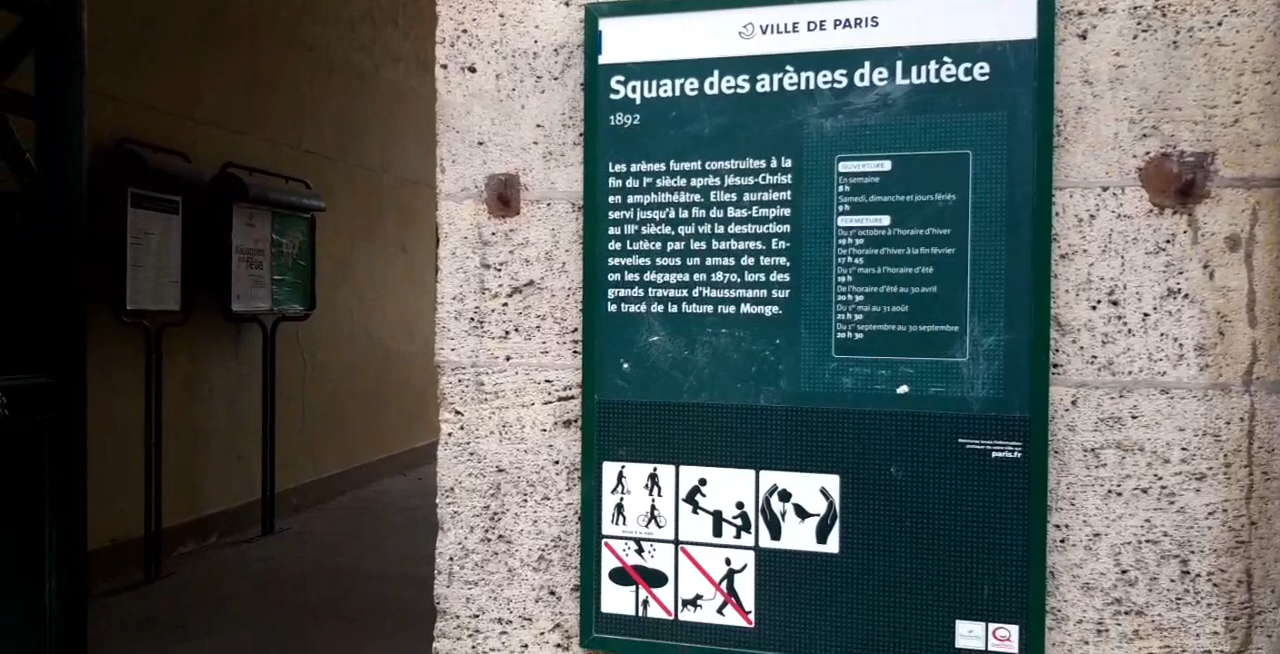 VILLE DE PARIS
Square des arènes de Lutèce
1892
Les arènes furent construites à la
fin du Iᵉʳ siècle après Jésus-Christ
en amphithéâtre. Elles auraient
servi jusqu'à la fin du Bas-Empire
au IIIᵉ siècle, qui vit la destruction
de Lutèce par les barbares. En-
sevelies sous un amas de terre,
on les dégagea en 1870, lors des
grands travaux d'Haussmann sur
le tracé de la future rue Monge.
OUVERTURE
En semaine
8 h
Samedi, dimanche et jours fériés
9 h
FERMETURE
Du 1ᵉʳ octobre à l'horaire d'hiver
19 h 30
De l'horaire d'hiver à la fin février
17 h 45
Du 1ᵉʳ mars à l'horaire d'été
19 h
De l'horaire d'été au 30 avril
20 h 30
Du 1ᵉʳ mai au 31 août
21 h 30
Du 1ᵉʳ septembre au 30 septembre
20 h 30
paris.fr
Kiosques
en
fête